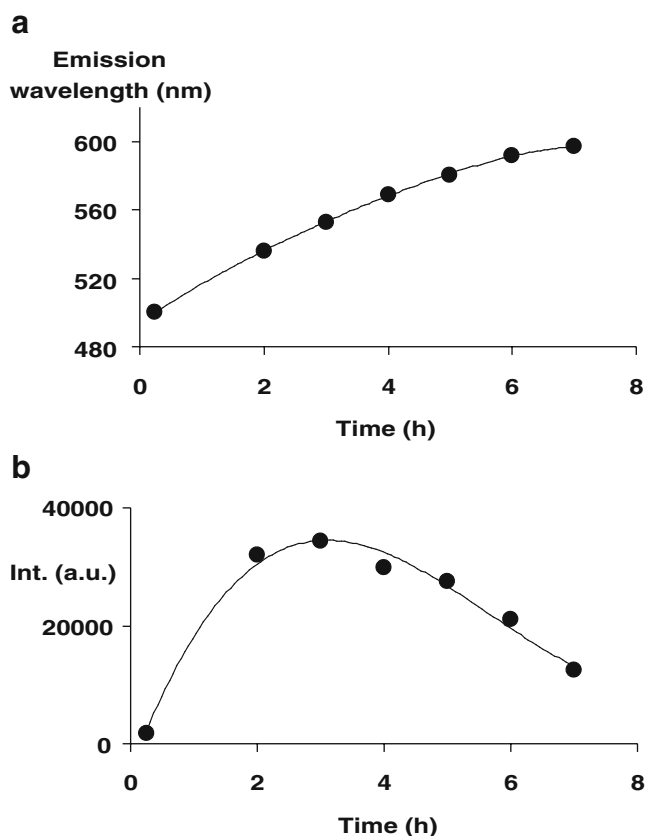 a
Emission
wavelength (nm)
600
560
520
480
0 2 4 6 8
Time (h)
b
40000
Int. (a.u.)
20000
0
0 2 4 6 8
Time (h)